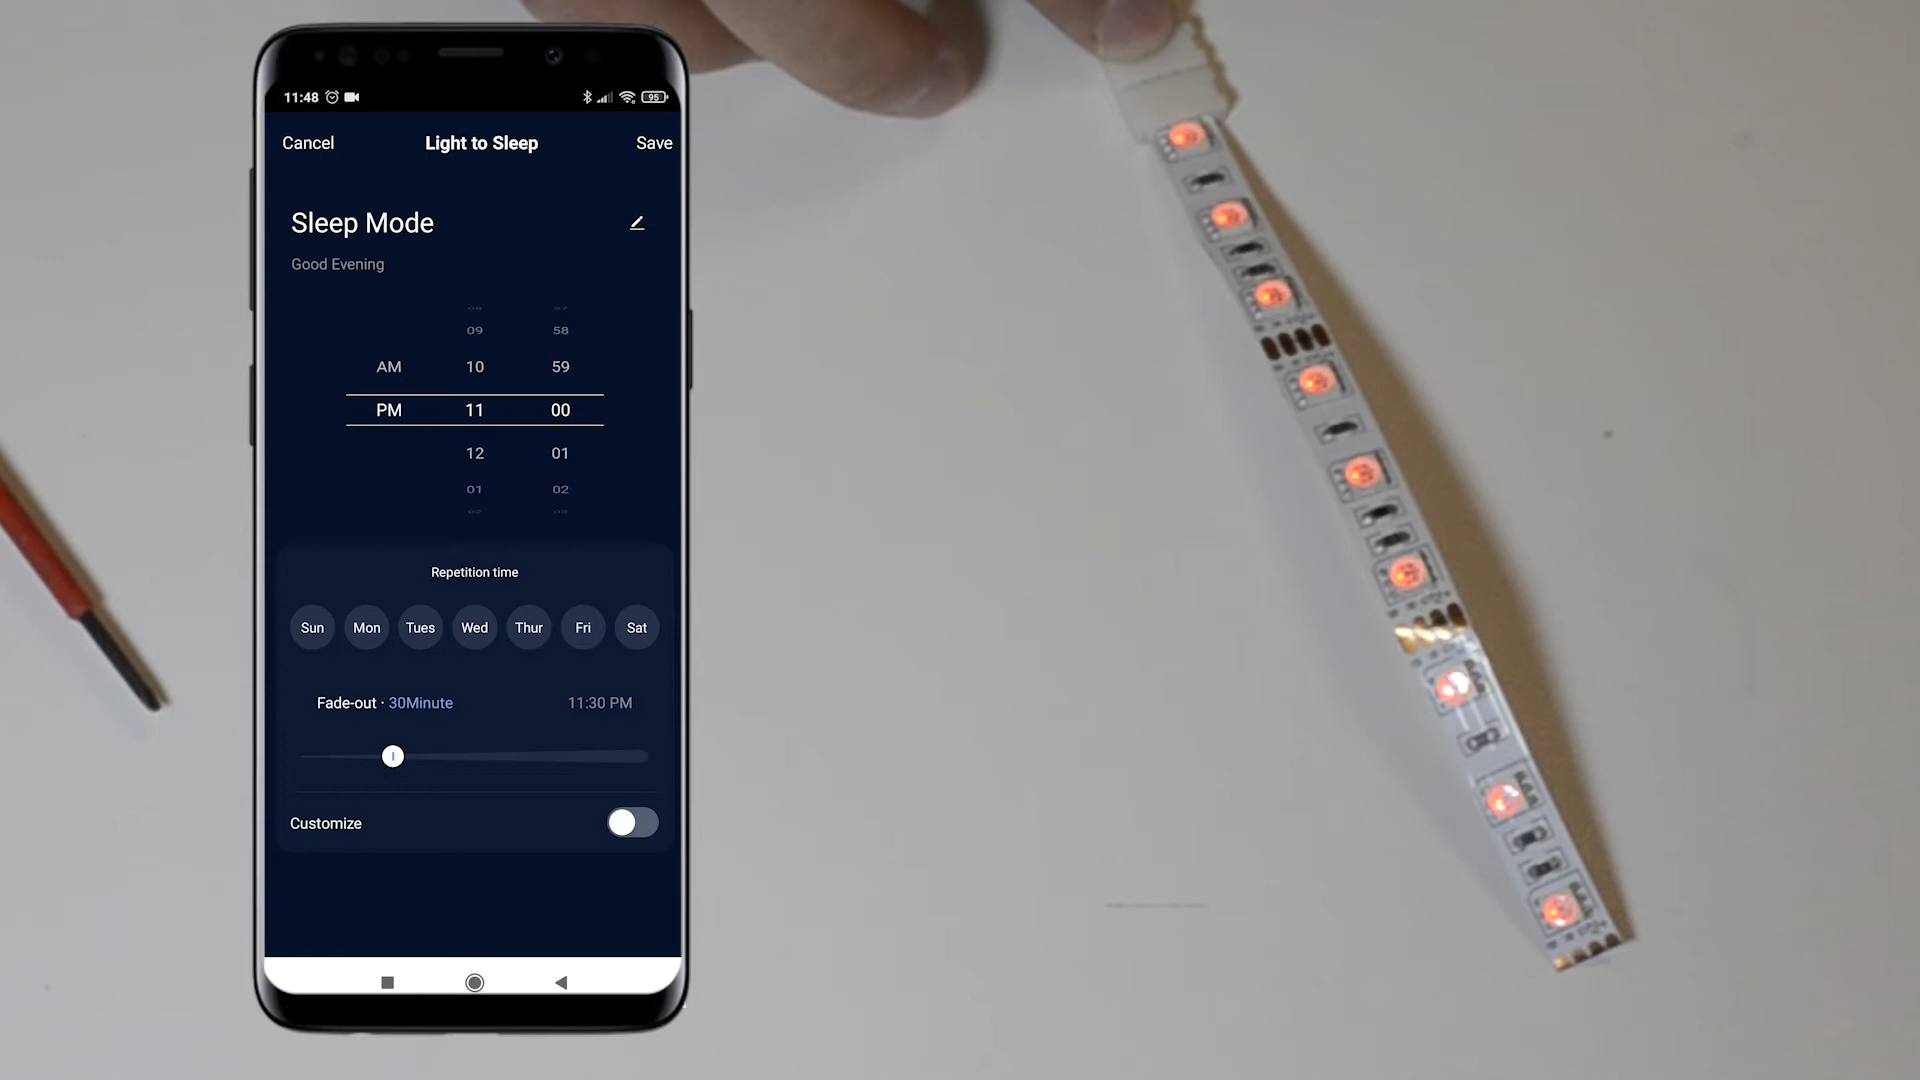 11:48 95
Cancel Light to Sleep Save
Sleep Mode
Good Evening
09 58
AM 10 59
PM 11 00
12 01
01 02
Repetition time
Sun Mon Tues Wed Thur Fri Sat
Fade-out · 30Minute 11:30 PM
Customize